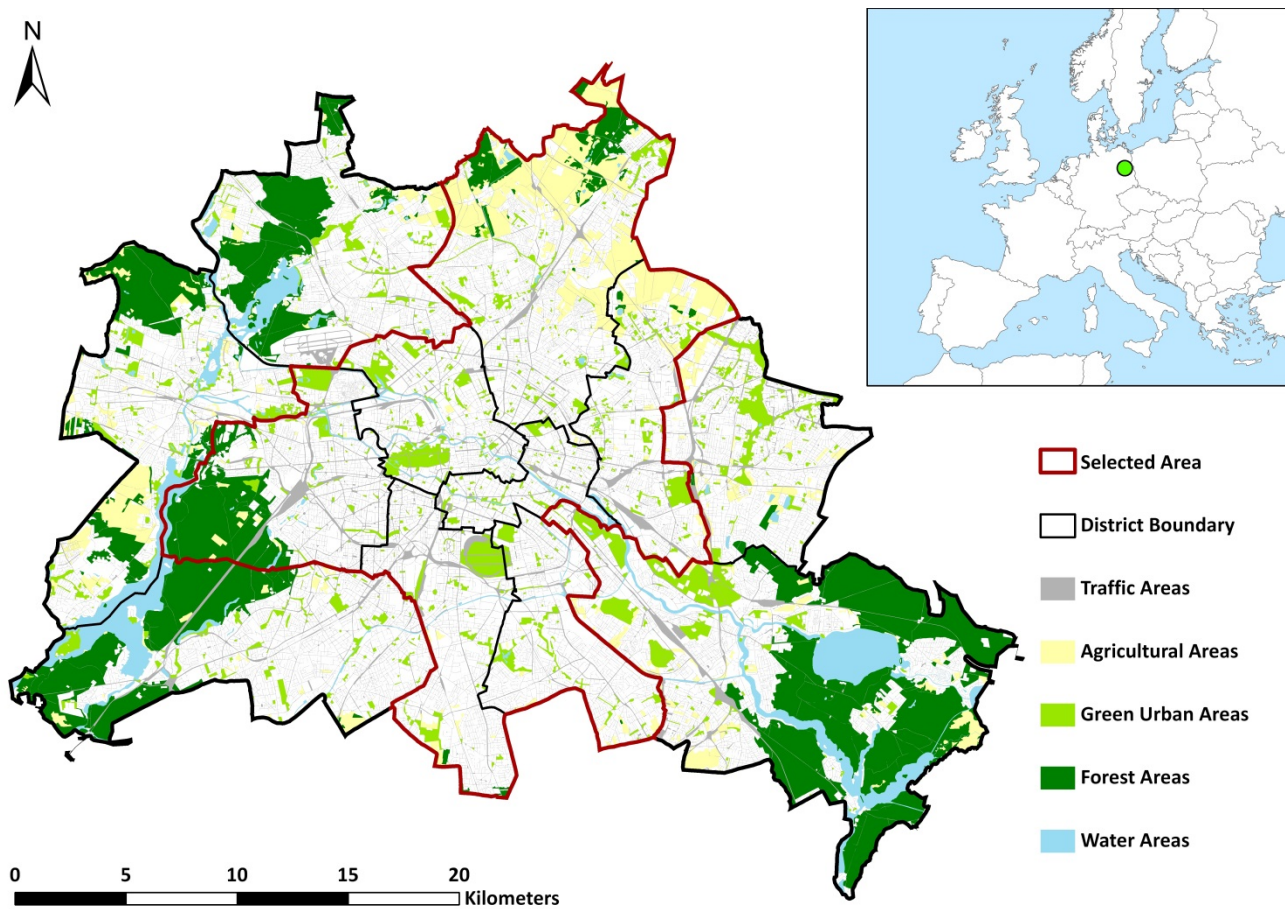 N
Selected Area
District Boundary
Traffic Areas
Agricultural Areas
Green Urban Areas
Forest Areas
Water Areas
0 5 10 15 20
Kilometers